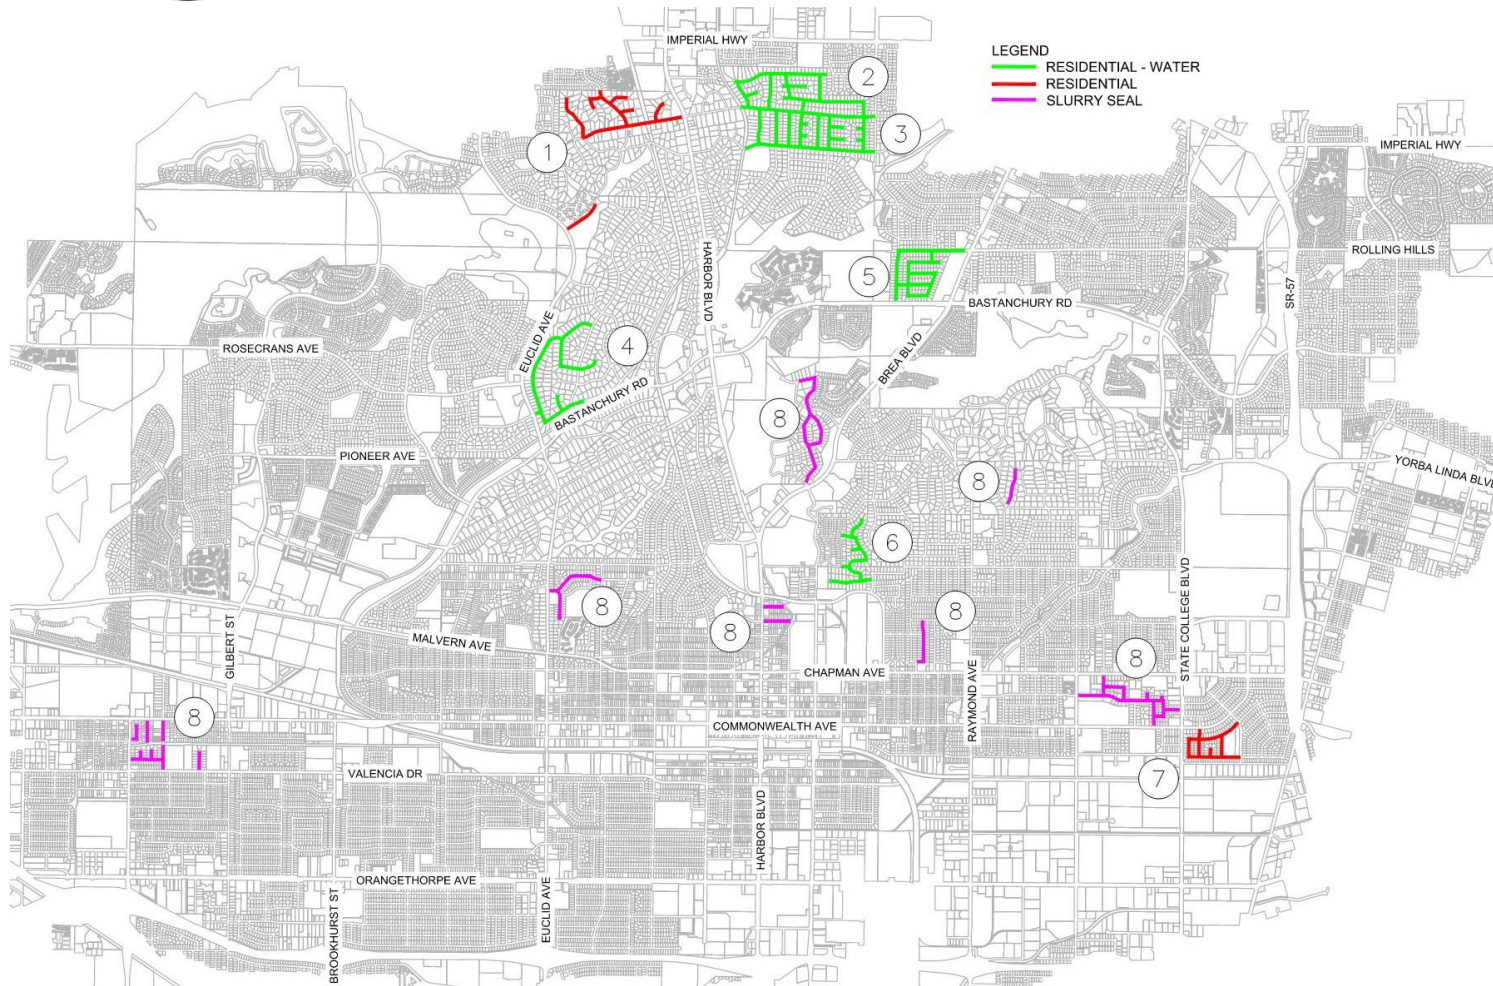 IMPERIAL HWY
LEGEND
RESIDENTIAL - WATER
RESIDENTIAL
SLURRY SEAL
2
3
1
IMPERIAL HWY
HARBOR BLVD
ROLLING HILLS
5
SR-57
BASTANCHURY RD
EUCLID AVE
ROSECRANS AVE
4
BREA BLVD
BASTANCHURY RD
8
PIONEER AVE
YORBA LINDA BLVD
8
6
8
8
8
STATE COLLEGE BLVD
GILBERT ST
MALVERN AVE
8
CHAPMAN AVE
RAYMOND AVE
8
COMMONWEALTH AVE
VALENCIA DR
7
HARBOR BLVD
ORANGETHORPE AVE
EUCLID AVE
BROOKHURST ST